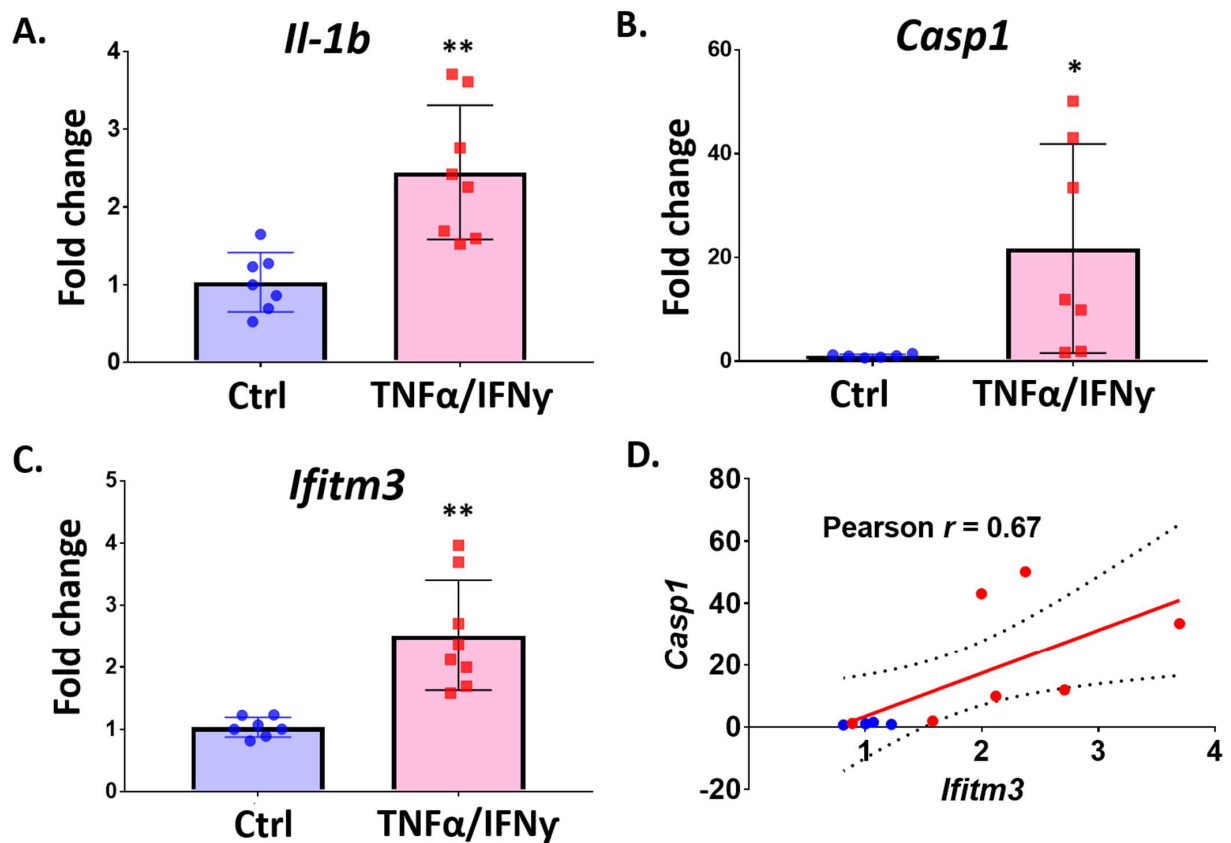 A.
Il-1b
**
Fold change
4
3
2
1
0
Ctrl
TNFα/IFNγ
B.
Casp1
*
Fold change
60
40
20
0
Ctrl
TNFα/IFNγ
C.
Ifitm3
**
Fold change
5
4
3
2
1
0
Ctrl
TNFα/IFNγ
D.
Pearson r = 0.67
Casp1
80
60
40
20
0
-20
1
2
3
4
Ifitm3